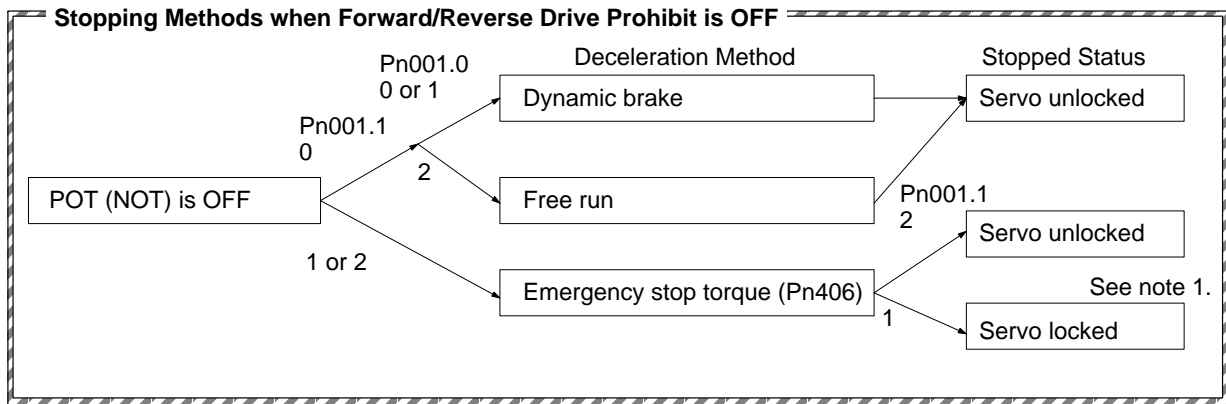 Stopping Methods when Forward/Reverse Drive Prohibit is OFF
Deceleration Method
Stopped Status
Pn001.0
0 or 1
Dynamic brake
Servo unlocked
Pn001.1
0
2
POT (NOT) is OFF
Free run
Pn001.1
2
Servo unlocked
1 or 2
Emergency stop torque (Pn406)
See note 1.
1
Servo locked